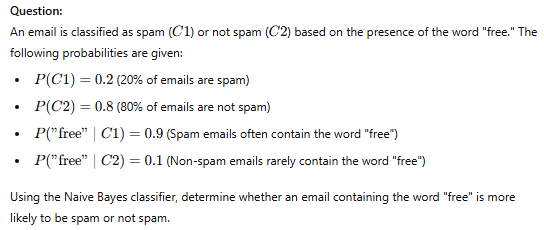 Question:
An email is classified as spam (C1) or not spam (C2) based on the presence of the word "free." The
following probabilities are given:
• P(C1) = 0.2 (20% of emails are spam)
• P(C2) = 0.8 (80% of emails are not spam)
• P("free" | C1) = 0.9 (Spam emails often contain the word "free")
• P("free" | C2) = 0.1 (Non-spam emails rarely contain the word "free")
Using the Naive Bayes classifier, determine whether an email containing the word "free" is more
likely to be spam or not spam.